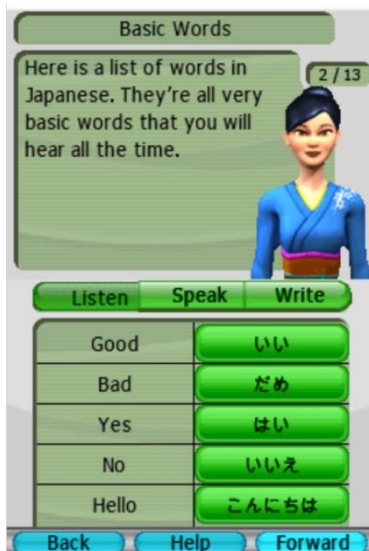 Basic Words
Here is a list of words in
2 / 13
Japanese. They're all very
basic words that you will
hear all the time.
Listen Speak Write
Good いい
Bad だめ
Yes はい
No いいえ
Hello こんにちは
Back Help Forward